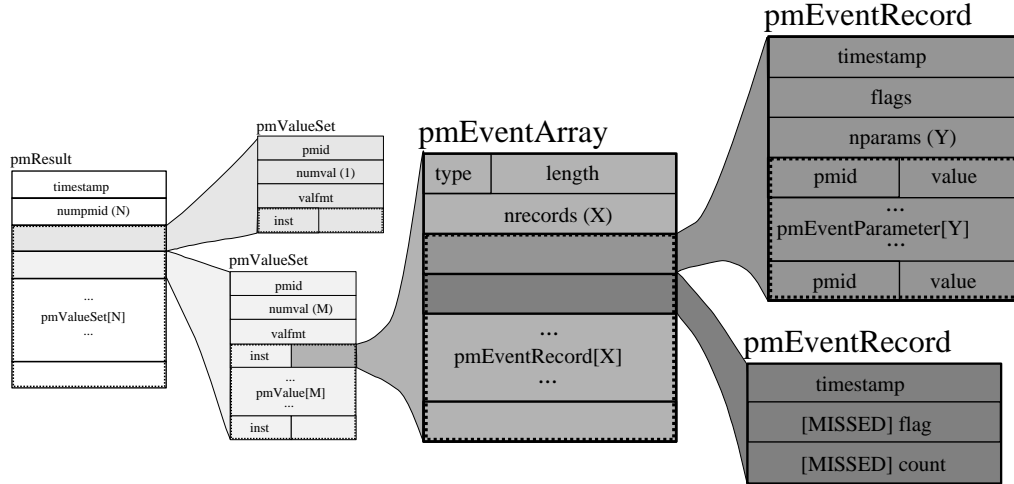 pmResult
timestamp
numpmid (N)
...
pmValueSet[N]
...
pmValueSet
pmid
numval (1)
valfmt
inst
pmValueSet
pmid
numval (M)
valfmt
inst
...
pmValue[M]
...
inst
pmEventArray
type length
nrecords (X)
...
pmEventRecord[X]
...
pmEventRecord
timestamp
flags
nparams (Y)
pmid value
...
pmEventParameter[Y]
...
pmid value
pmEventRecord
timestamp
[MISSED] flag
[MISSED] count